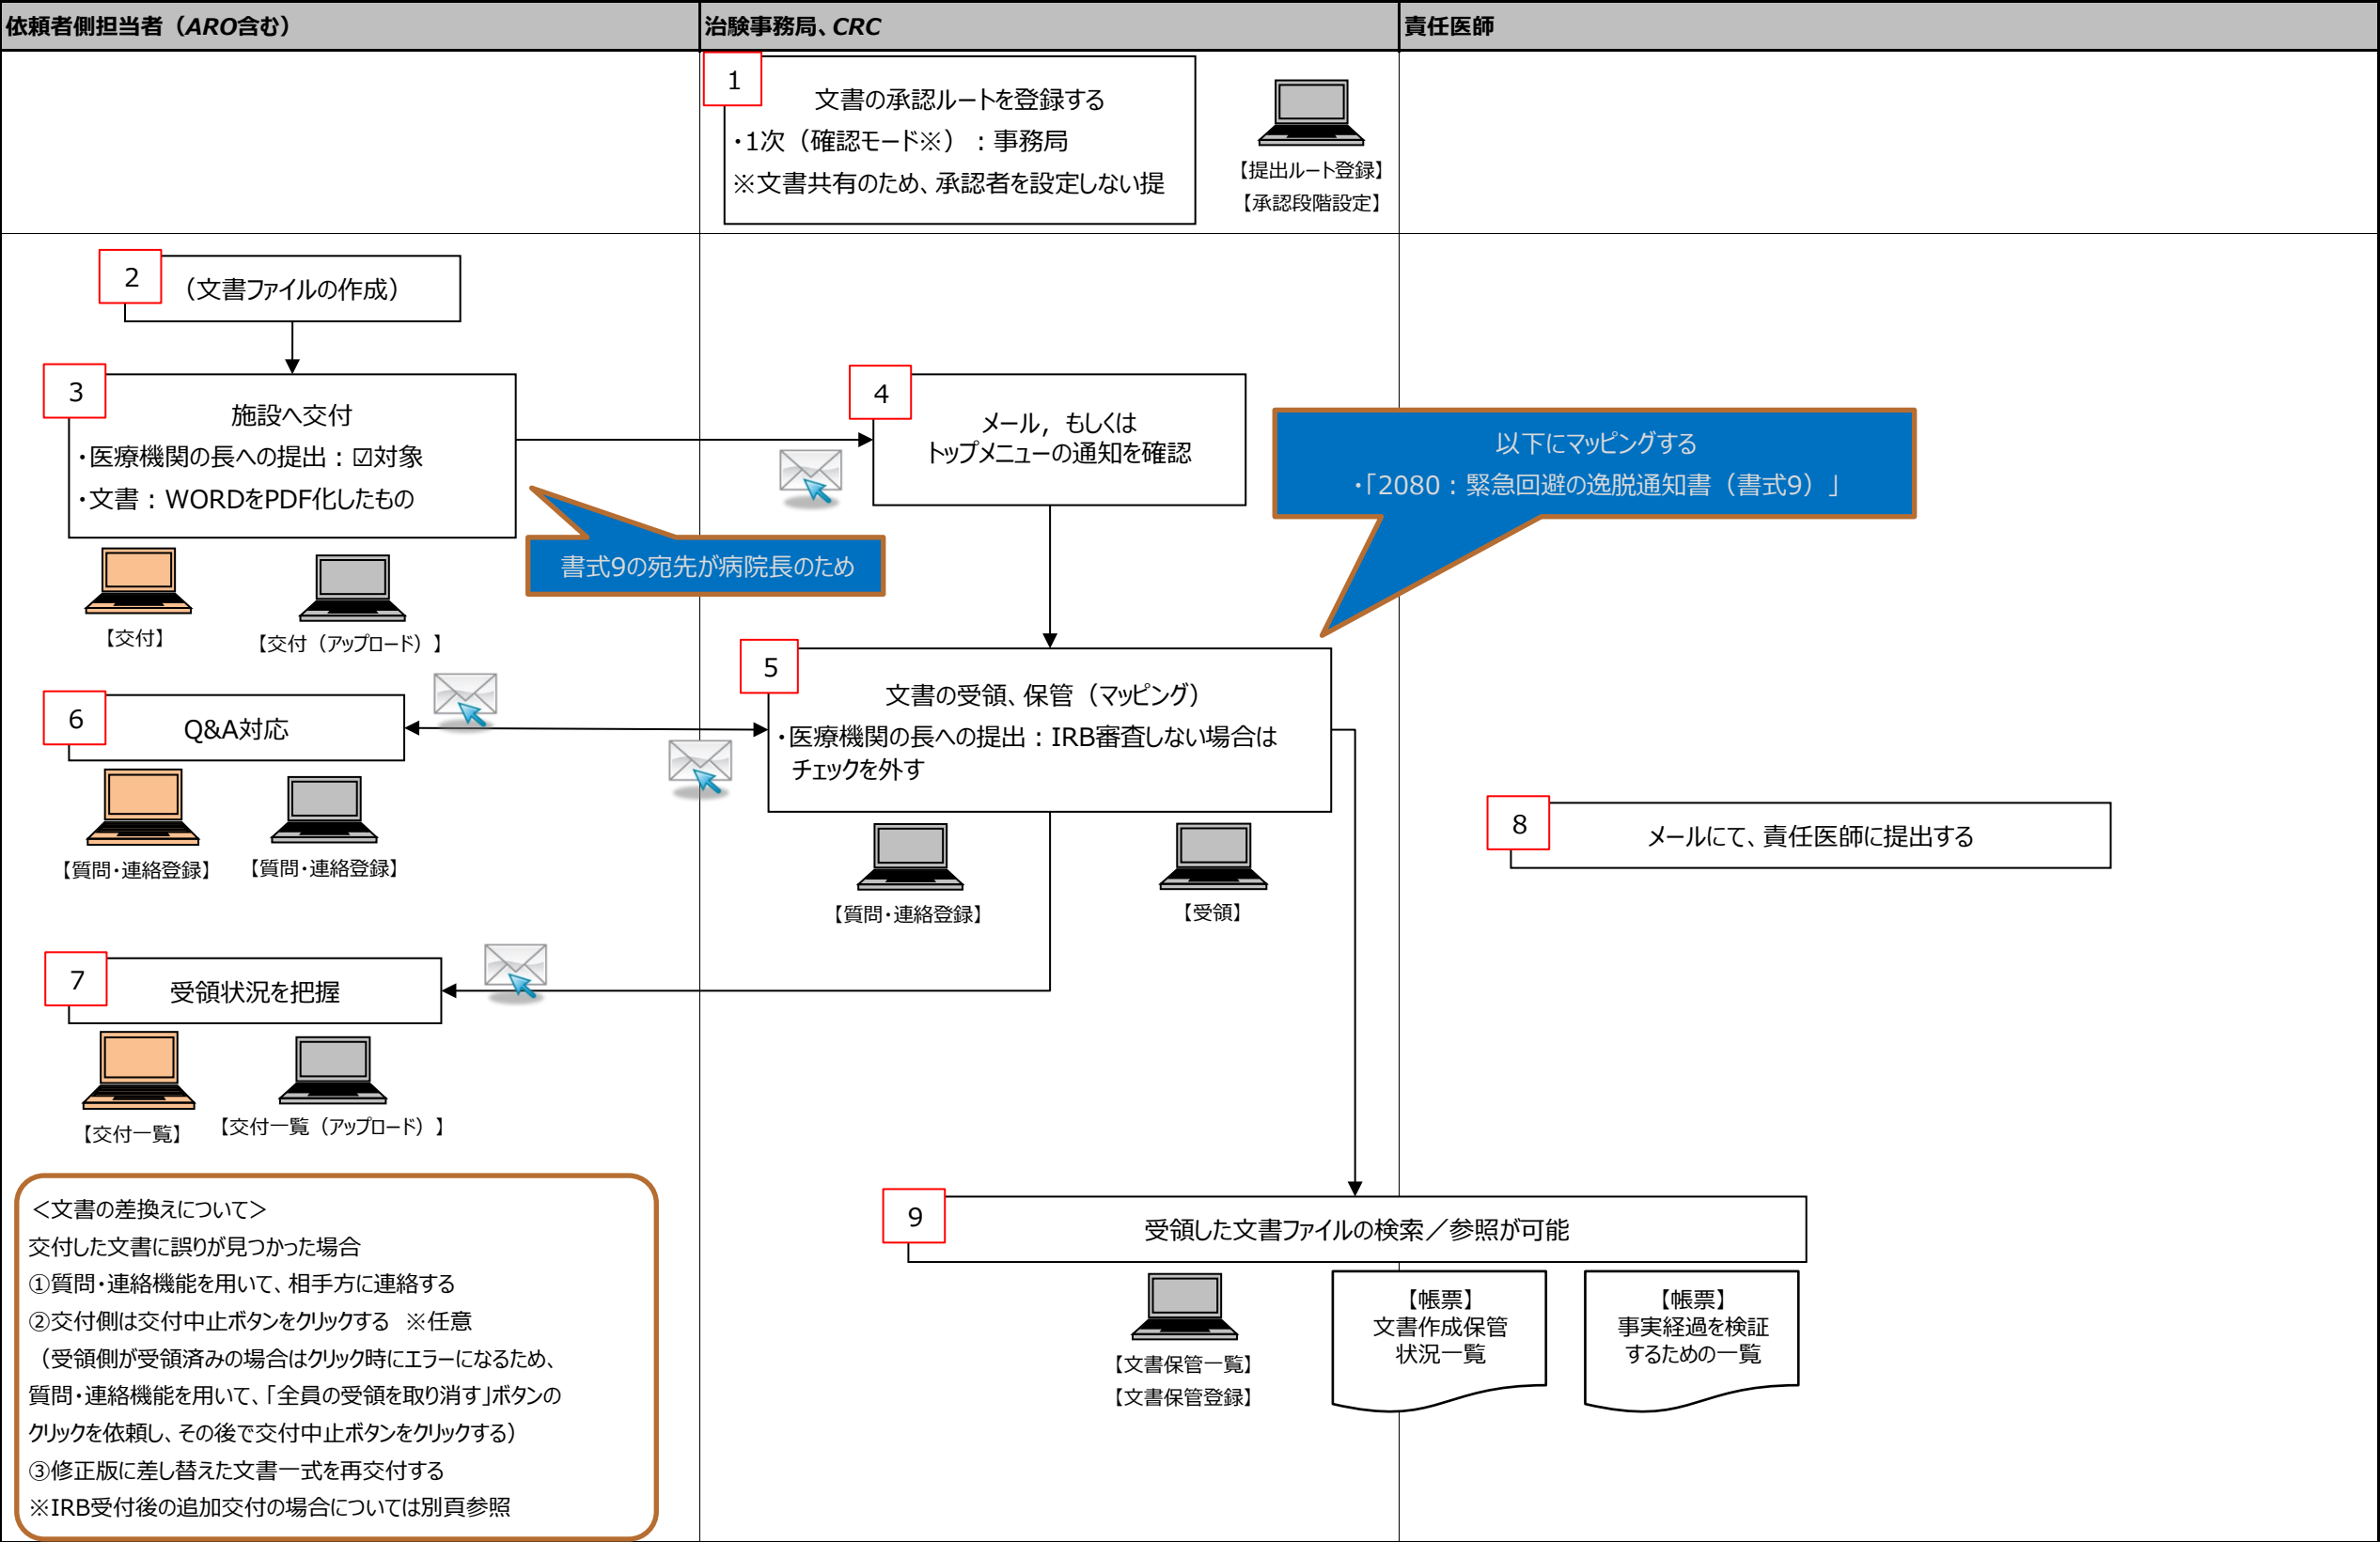 依頼者側担当者（ARO含む）
治験事務局、CRC
責任医師
1
文書の承認ルートを登録する
・1次（確認モード※）：事務局
※文書共有のため、承認者を設定しない提
【提出ルート登録】
【承認段階設定】
2
（文書ファイルの作成）
3
施設へ交付
・医療機関の長への提出：☑対象
・文書：WORDをPDF化したもの
【交付】
【交付（アップロード）】
書式9の宛先が病院長のため
4
メール，もしくは
トップメニューの通知を確認
以下にマッピングする
・「2080：緊急回避の逸脱通知書（書式9）」
5
文書の受領、保管（マッピング）
・医療機関の長への提出：IRB審査しない場合は
チェックを外す
【質問・連絡登録】
【受領】
6
Q&A対応
【質問・連絡登録】
【質問・連絡登録】
7
受領状況を把握
【交付一覧】
【交付一覧（アップロード）】
8
メールにて、責任医師に提出する
9
受領した文書ファイルの検索／参照が可能
【文書保管一覧】
【文書保管登録】
【帳票】
文書作成保管
状況一覧
【帳票】
事実経過を検証
するための一覧
＜文書の差換えについて＞
交付した文書に誤りが見つかった場合
①質問・連絡機能を用いて、相手方に連絡する
②交付側は交付中止ボタンをクリックする　※任意
（受領側が受領済みの場合はクリック時にエラーになるため、
質問・連絡機能を用いて、「全員の受領を取り消す」ボタンの
クリックを依頼し、その後で交付中止ボタンをクリックする）
③修正版に差し替えた文書一式を再交付する
※IRB受付後の追加交付の場合については別頁参照